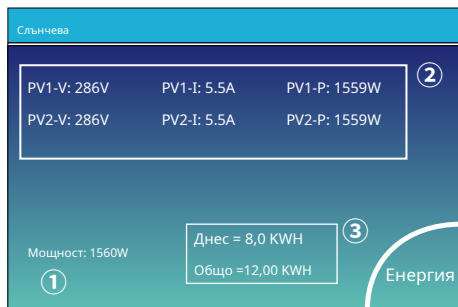 Слънчева
②
PV1-V: 286V PV1-I: 5.5A PV1-P: 1559W
PV2-V: 286V PV2-I: 5.5A PV2-P: 1559W
③
Днес = 8,0 KWH
Мощност: 1560W
Общо =12,00 KWH
①
Енергия